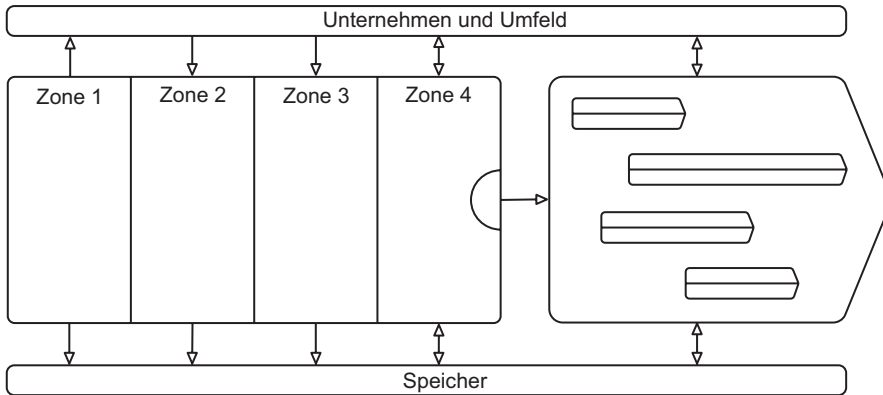 Unternehmen und Umfeld
Zone 1
Zone 2
Zone 3
Zone 4
Speicher